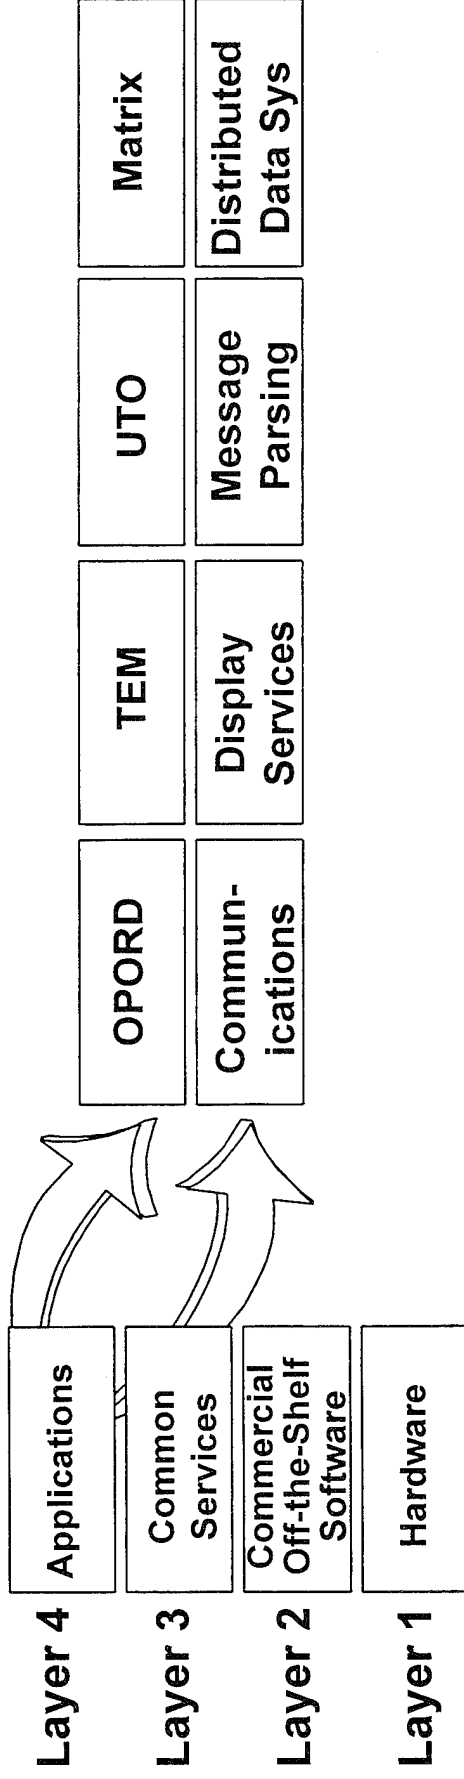 Layer 4
Applications
OPORD
TEM
UTO
Matrix
Layer 3
Common
Services
Commun-
ications
Display
Services
Message
Parsing
Distributed
Data Sys
Layer 2
Commercial
Off-the-Shelf
Software
Layer 1
Hardware